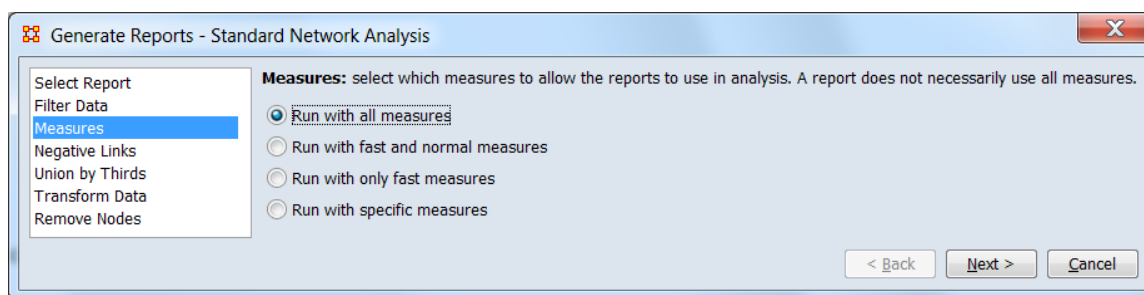 Generate Reports - Standard Network Analysis
Select Report
Filter Data
Measures
Negative Links
Union by Thirds
Transform Data
Remove Nodes
Measures: select which measures to allow the reports to use in analysis. A report does not necessarily use all measures.
Run with all measures
Run with fast and normal measures
Run with only fast measures
Run with specific measures
< Back Next > Cancel